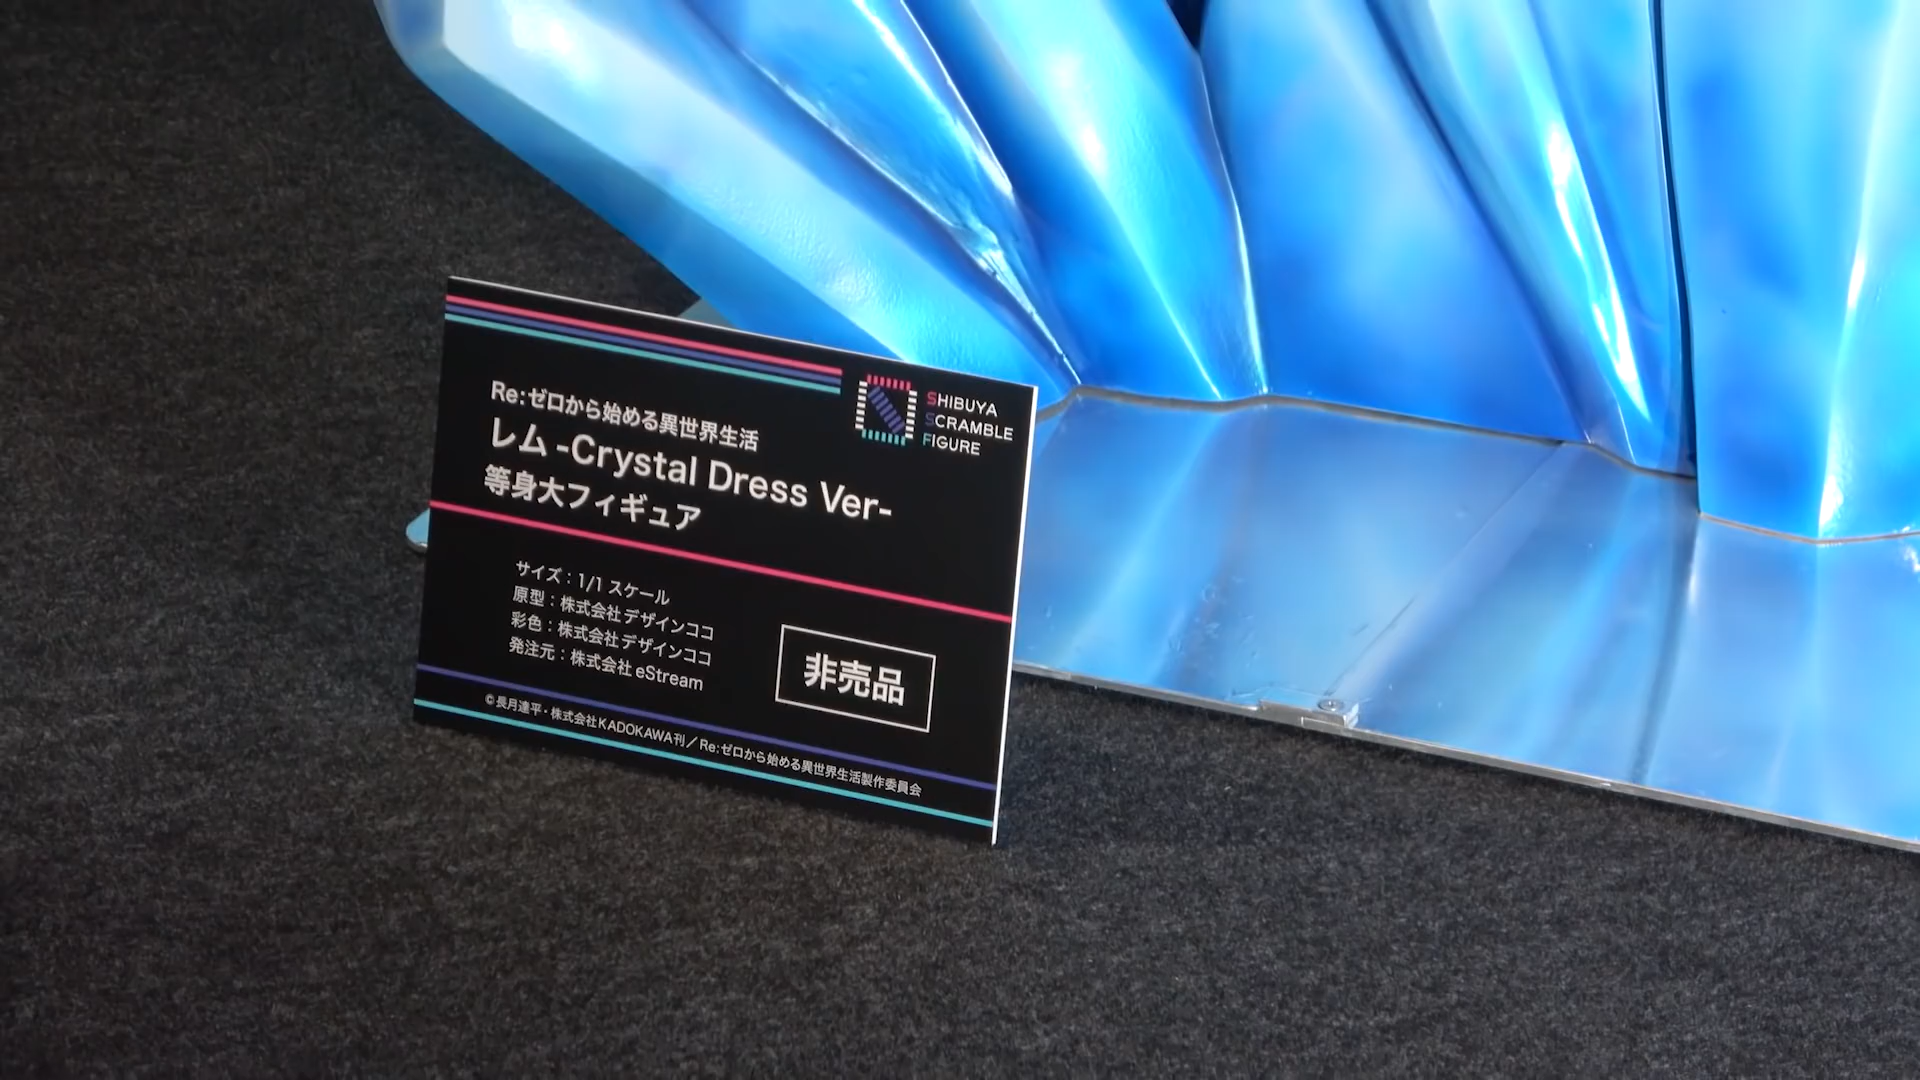 SHIBUYA
SCRAMBLE
FIGURE
Re:ゼロから始める異世界生活
レム -Crystal Dress Ver-
等身大フィギュア
サイズ：1/1 スケール
原型：株式会社デザインココ
彩色：株式会社デザインココ
発注元：株式会社 eStream
非売品
©長月達平・株式会社KADOKAWA刊／Re:ゼロから始める異世界生活製作委員会